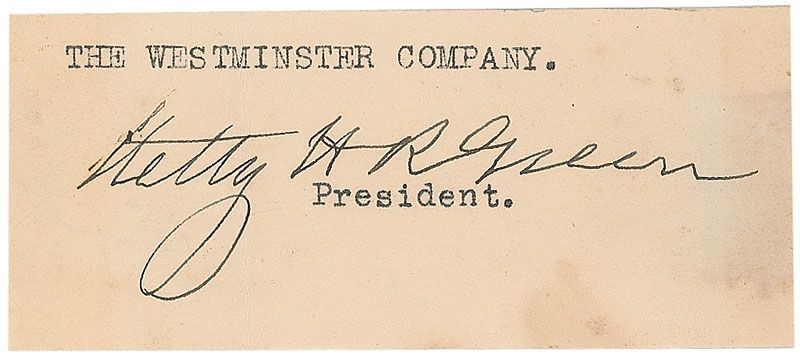 THE WESTMINSTER COMPANY.
Hetty H R Green
President.